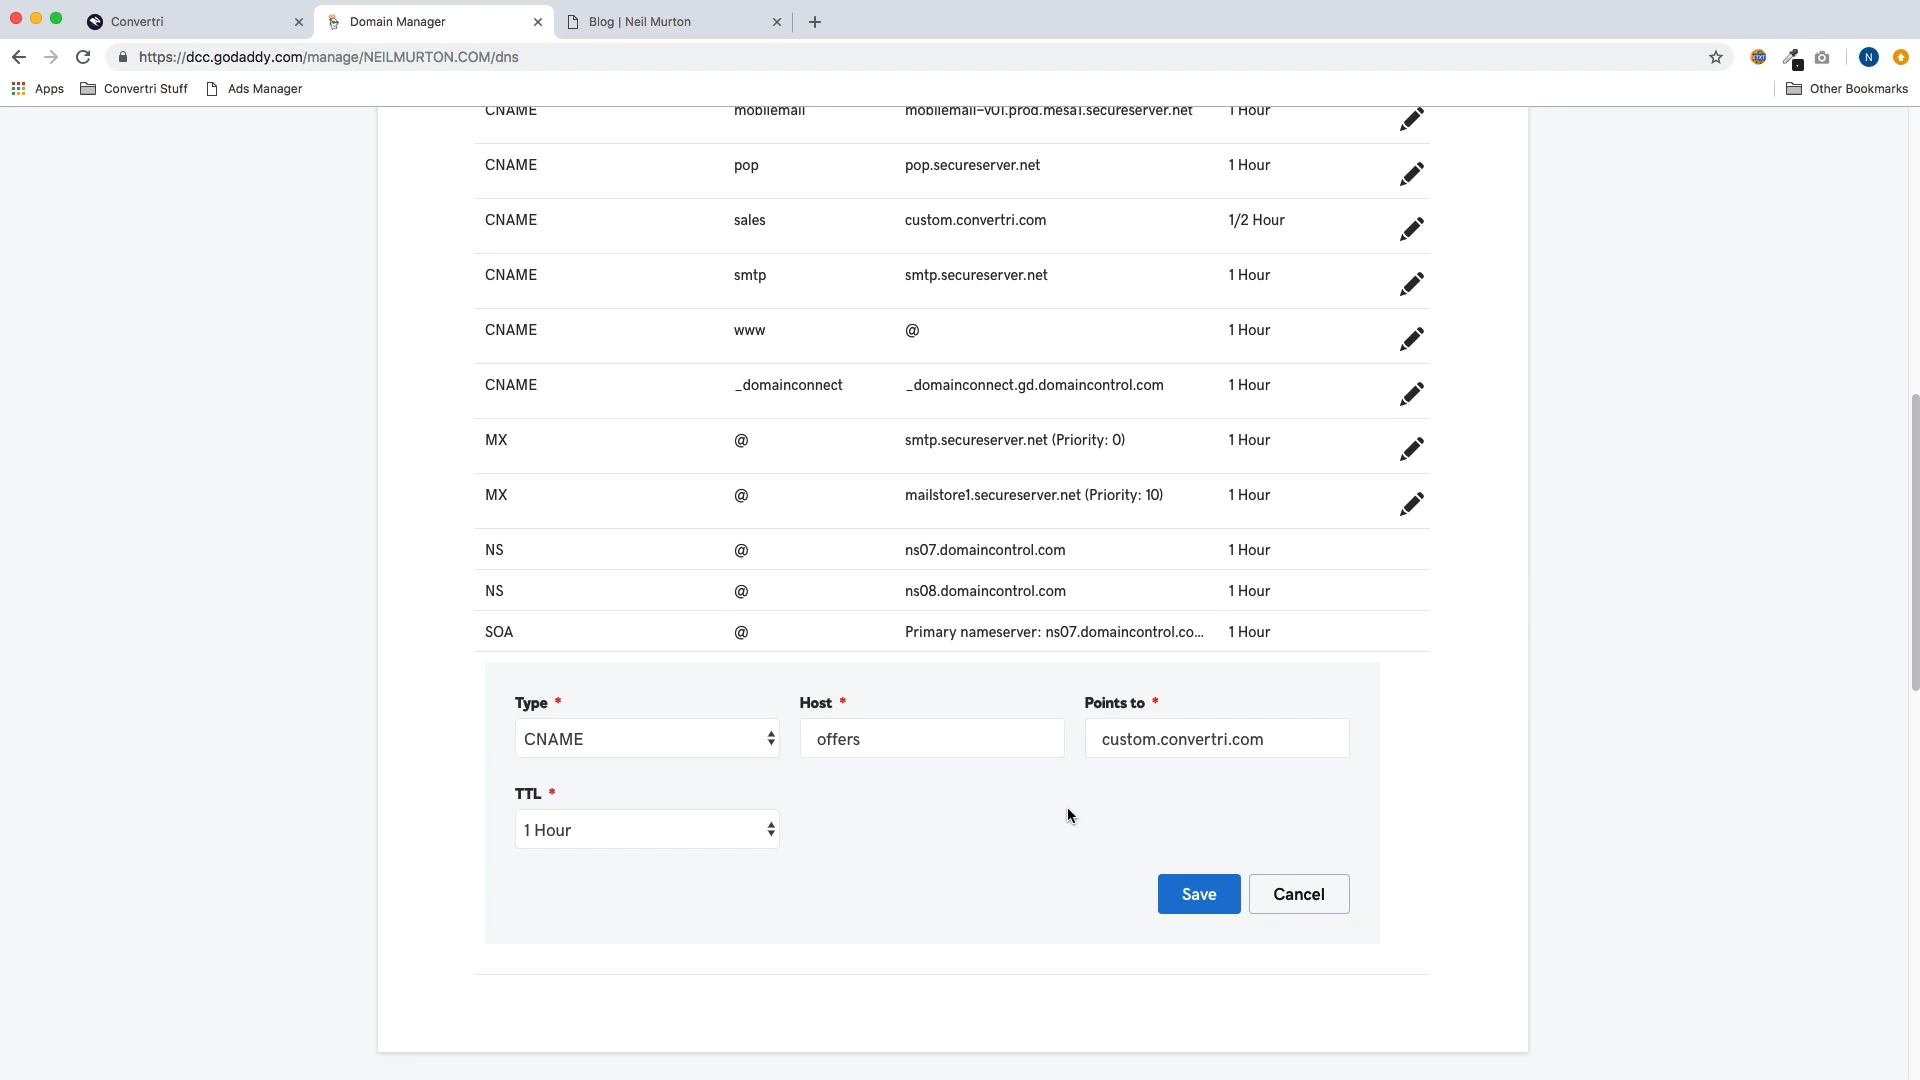 Convertri
Domain Manager
Blog | Neil Murton
https://dcc.godaddy.com/manage/NEILMURTON.COM/dns
N
Apps
Convertri Stuff
Ads Manager
Other Bookmarks
CNAME mobilemail mobilemail-v01.prod.mesa1.secureserver.net 1 Hour
CNAME pop pop.secureserver.net 1 Hour
CNAME sales custom.convertri.com 1/2 Hour
CNAME smtp smtp.secureserver.net 1 Hour
CNAME www @ 1 Hour
CNAME _domainconnect _domainconnect.gd.domaincontrol.com 1 Hour
MX @ smtp.secureserver.net (Priority: 0) 1 Hour
MX @ mailstore1.secureserver.net (Priority: 10) 1 Hour
NS @ ns07.domaincontrol.com 1 Hour
NS @ ns08.domaincontrol.com 1 Hour
SOA @ Primary nameserver: ns07.domaincontrol.co... 1 Hour
Type * Host * Points to *
CNAME offers custom.convertri.com
TTL *
1 Hour
Save Cancel